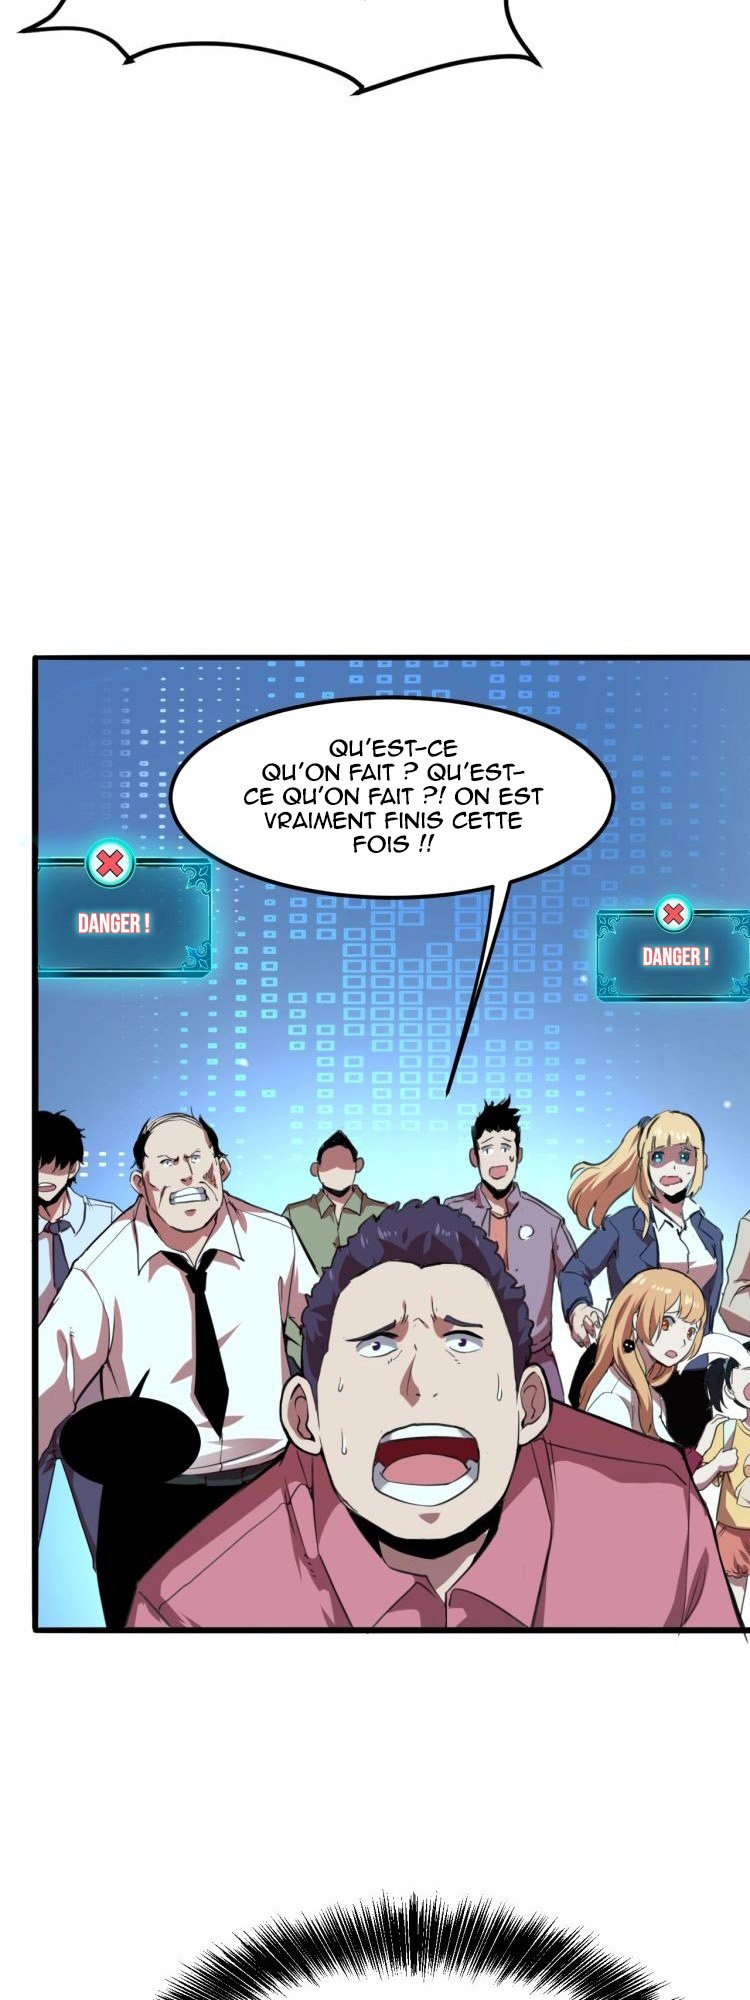 QU'EST-CE
QU'ON FAIT ? QU'EST-
CE QU'ON FAIT ?! ON EST
VRAIMENT FINIS CETTE
FOIS !!
DANGER !
DANGER !